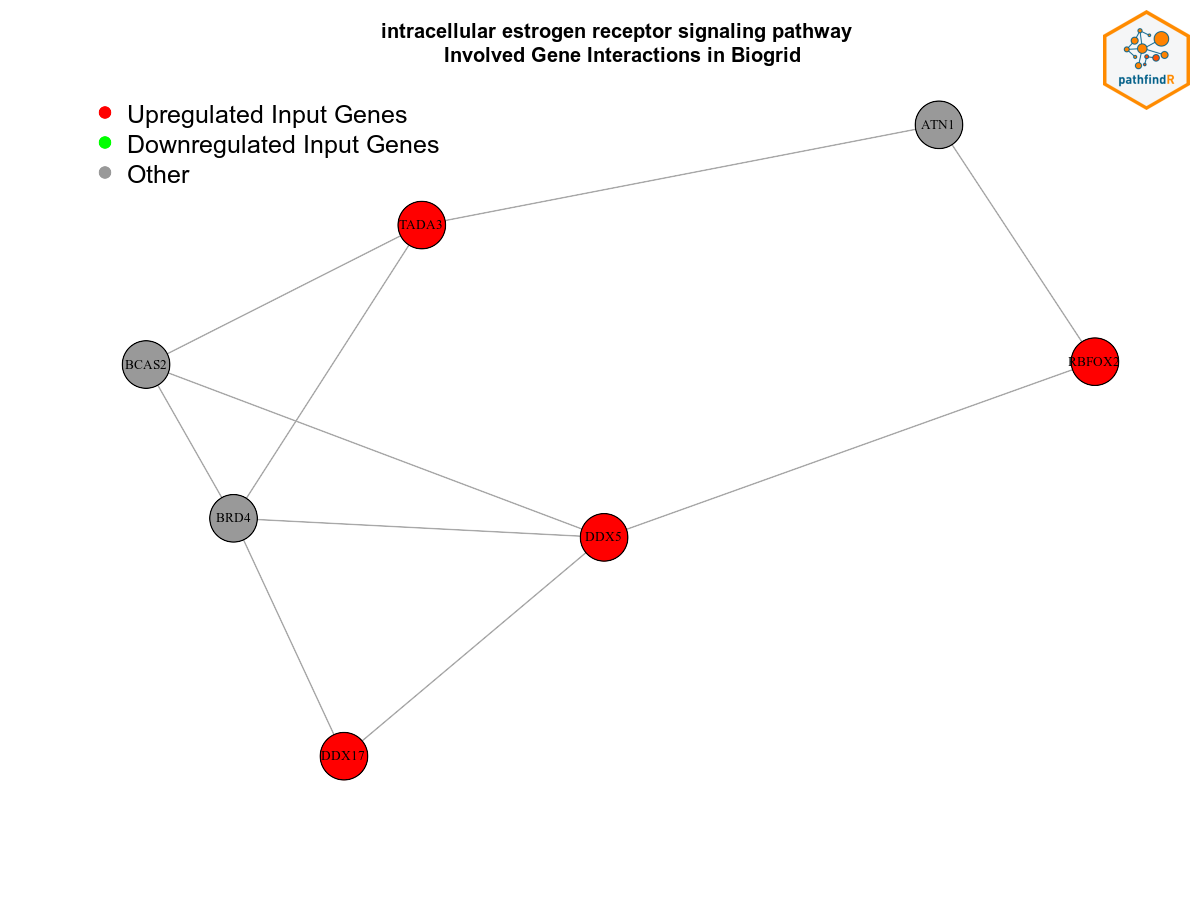 intracellular estrogen receptor signaling pathway
Involved Gene Interactions in Biogrid
pathfindR
Upregulated Input Genes
Downregulated Input Genes
Other
ATN1
TADA3
BCAS2
RBFOX2
BRD4
DDX5
DDX17